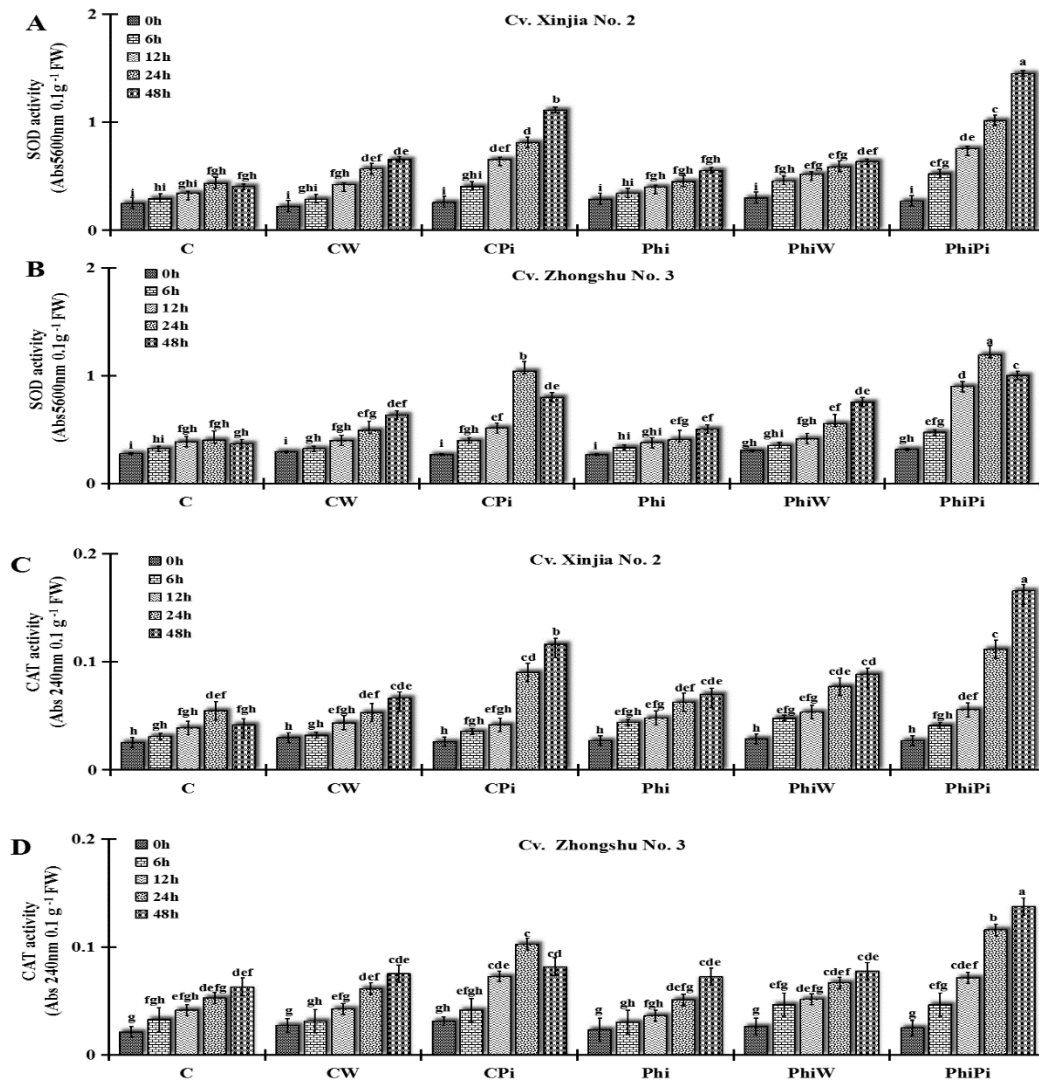 A
Cv. Xinjia No. 2
SOD activity
(Abs5600nm 0.1g-1 FW)
2
1
0
0h
6h
12h
24h
48h
i hi ghi fgh fgh
i ghi fgh def de
i ghi def d b
i hi fgh fgh fgh
i fgh efg efg def
i efg de c a
C CW CPi Phi PhiW PhiPi
B
Cv. Zhongshu No. 3
SOD activity
(Abs5600nm 0.1g-1 FW)
2
1
0
0h
6h
12h
24h
48h
i hi fgh fgh gh
i gh fgh efg def
i fgh ef b de
i hi fgh efg ef
gh ghi fgh ef de
gh efg d a c
C CW CPi Phi PhiW PhiPi
C
Cv. Xinjia No. 2
CAT activity
(Abs 240nm 0.1 g-1 FW)
0.2
0.1
0
0h
6h
12h
24h
48h
h gh fgh def fgh
h gh efg def cde
h fgh fgh cd b
h fgh efg def cde
h efg efg cde cd
h fgh def c a
C CW CPi Phi PhiW PhiPi
D
Cv. Zhongshu No. 3
CAT activity
(Abs 240nm 0.1 g-1 FW)
0.2
0.1
0
0h
6h
12h
24h
48h
g fgh efgh defg def
g gh efg def cde
gh efgh cde c cd
g gh fgh defg cde
g efg defg cdef cde
g efg cdef b a
C CW CPi Phi PhiW PhiPi